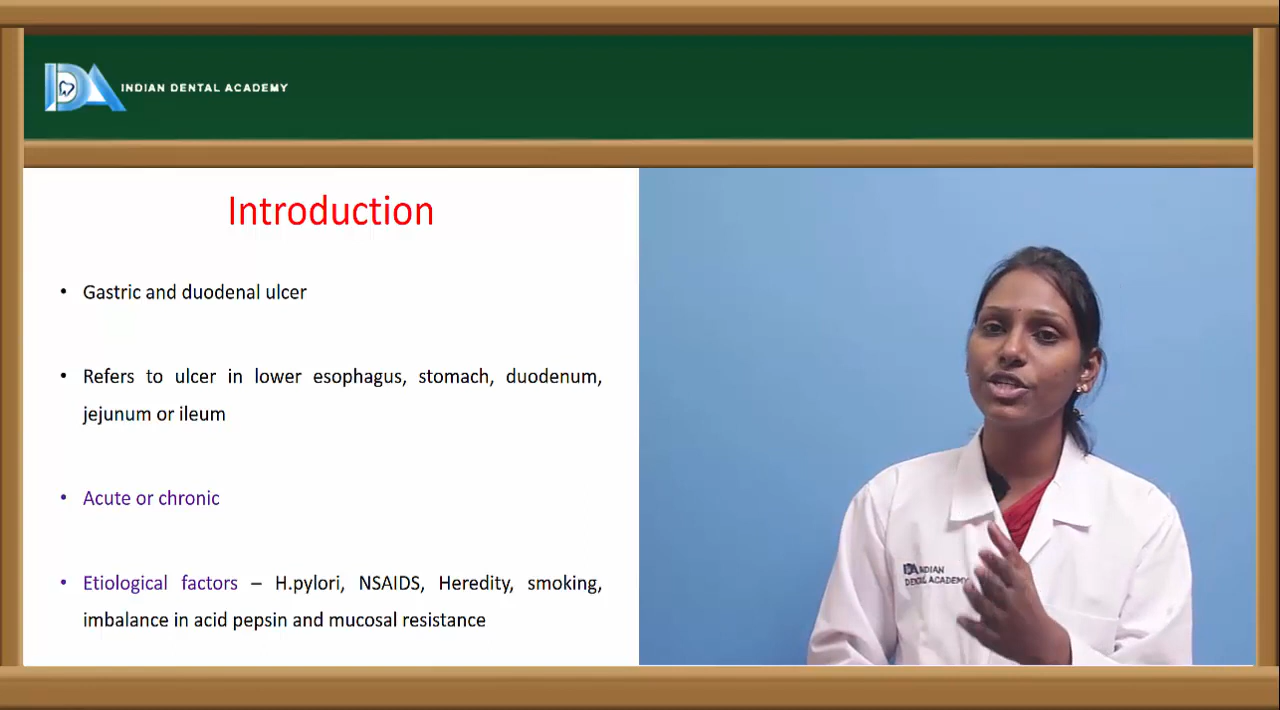 INDIAN DENTAL ACADEMY
Introduction
• Gastric and duodenal ulcer
• Refers to ulcer in lower esophagus, stomach, duodenum,
jejunum or ileum
• Acute or chronic
• Etiological factors – H.pylori, NSAIDS, Heredity, smoking,
imbalance in acid pepsin and mucosal resistance
IDA INDIAN
DENTAL ACADEMY